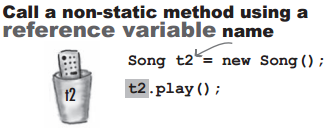 Call a non-static method using a
reference variable name
Song t2 = new Song();
t2.play();
t2